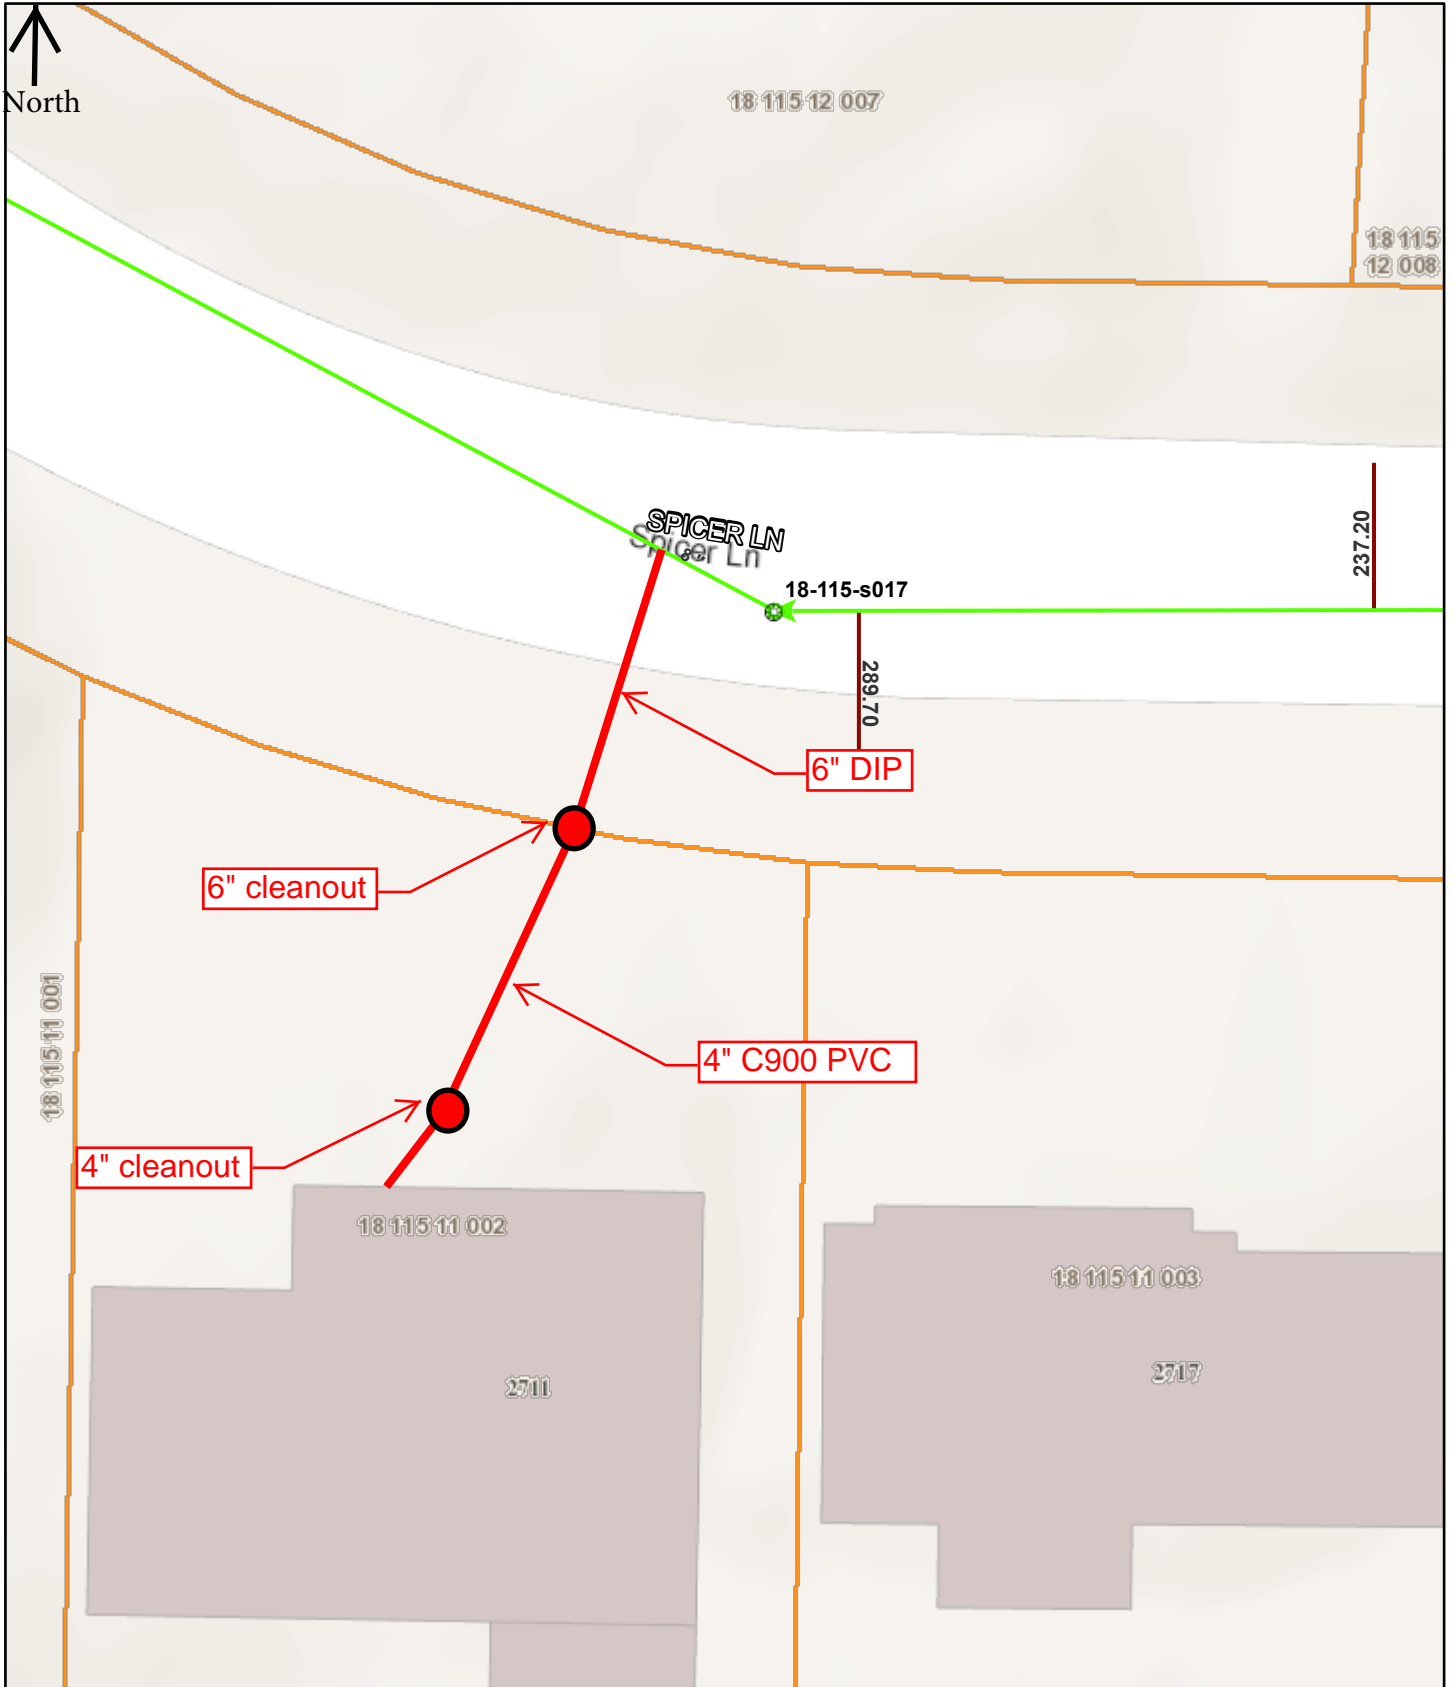 North
18 115 12 007
18 115
12 008
SPICER LN
Spicer Ln
18-115-s017
237.20
289.70
6" DIP
6" cleanout
18 115 11 001
4" C900 PVC
4" cleanout
18 115 11 002
18 115 11 003
2711
2717